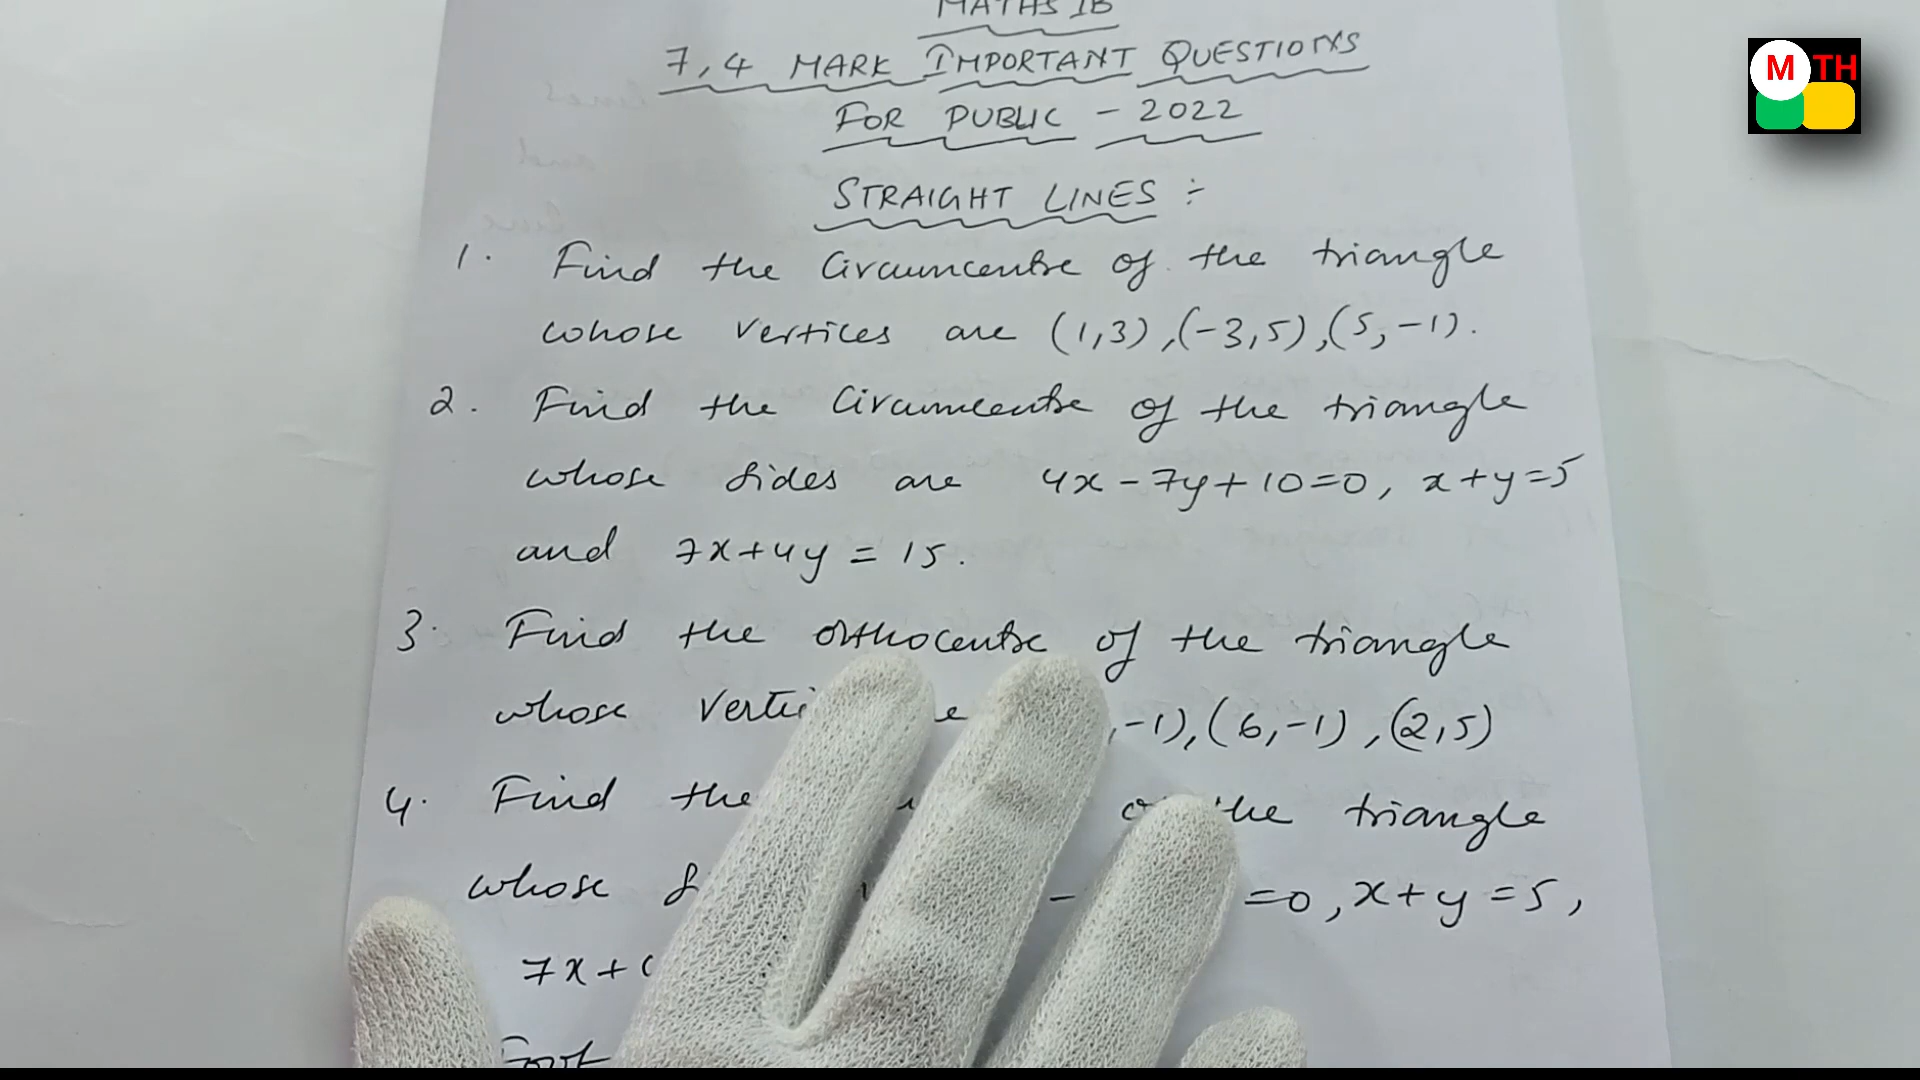 MATHS IB
7,4 MARK IMPORTANT QUESTIONS
FOR PUBLIC - 2022
STRAIGHT LINES :-
1. Find the Circumcentre of the triangle
whose vertices are (1,3),(-3,5),(5,-1).
2. Find the Circumcentre of the triangle
whose sides are 4x-7y+10=0, x+y=5
and 7x+4y = 15.
3. Find the orthocentre of the triangle
whose ,-1),(6,-1),(2,5)
4. Find the the triangle
whose - =0, x+y=5,
7x+
M TH